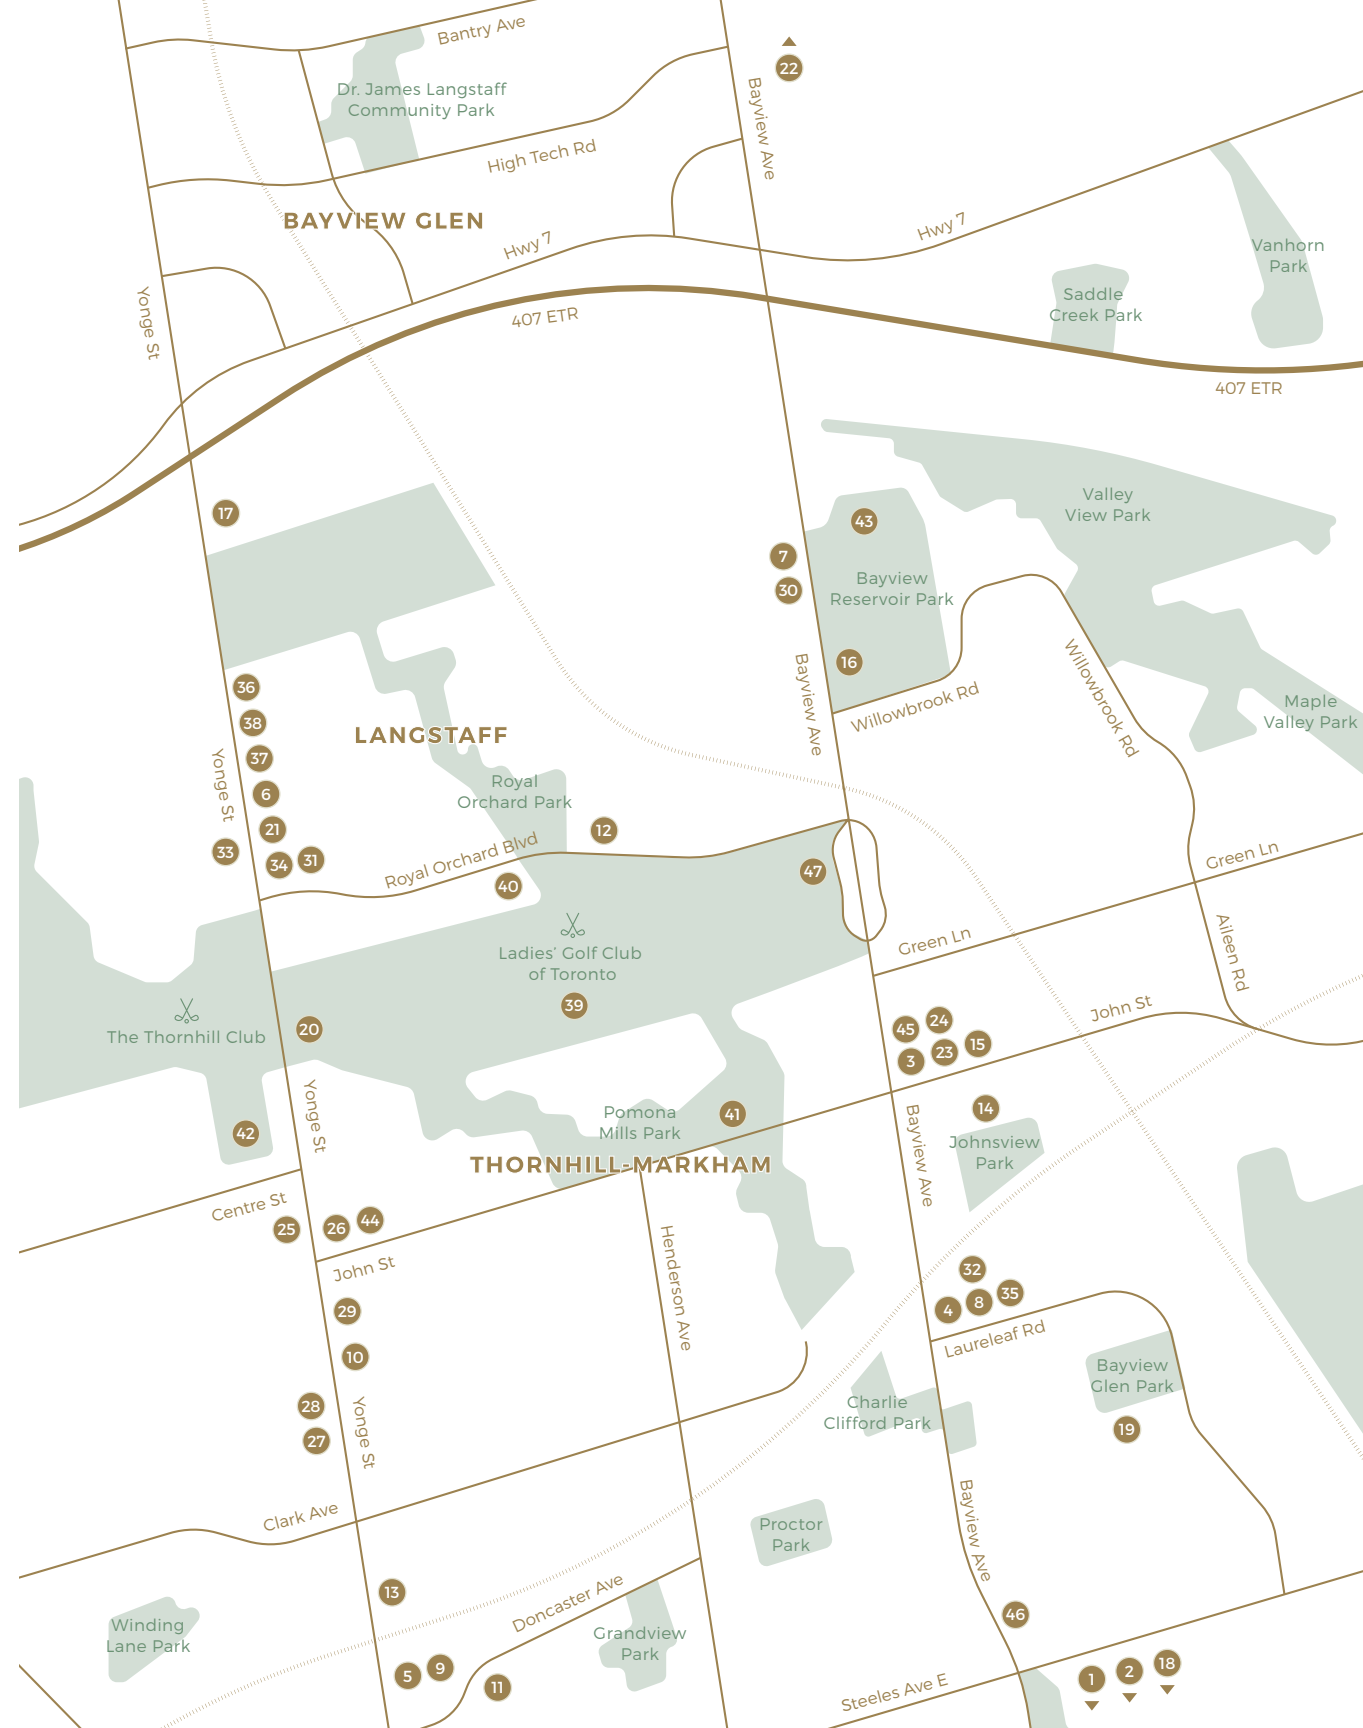 Bantry Ave
22
Dr. James Langstaff
Community Park
Bayview Ave
High Tech Rd
BAYVIEW GLEN
Hwy 7
Hwy 7
Vanhorn
Park
Yonge St
Saddle
Creek Park
407 ETR
407 ETR
17
43
Valley
View Park
7
30
Bayview
Reservoir Park
16
Willowbrook Rd
Willowbrook Rd
Bayview Ave
Maple
Valley Park
36
38
37
6
21
33
34
31
Yonge St
LANGSTAFF
Royal
Orchard Park
12
Royal Orchard Blvd
40
47
Green Ln
Green Ln
Aileen Rd
Ladies' Golf Club
of Toronto
39
The Thornhill Club
20
45
24
3
23
15
John St
Yonge St
42
Pomona
Mills Park
41
14
Johnsview
Park
Bayview Ave
THORNHILL-MARKHAM
Centre St
25
26
44
John St
Henderson Ave
32
4
8
35
Laureleaf Rd
29
10
28
27
Yonge St
Bayview
Glen Park
19
Charlie
Clifford Park
Clark Ave
Bayview Ave
Proctor
Park
13
Doncaster Ave
46
Winding
Lane Park
Grandview
Park
5
9
11
Steeles Ave E
1
2
18